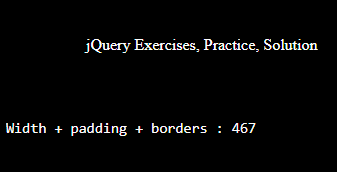 jQuery Exercises, Practice, Solution
Width + padding + borders : 467